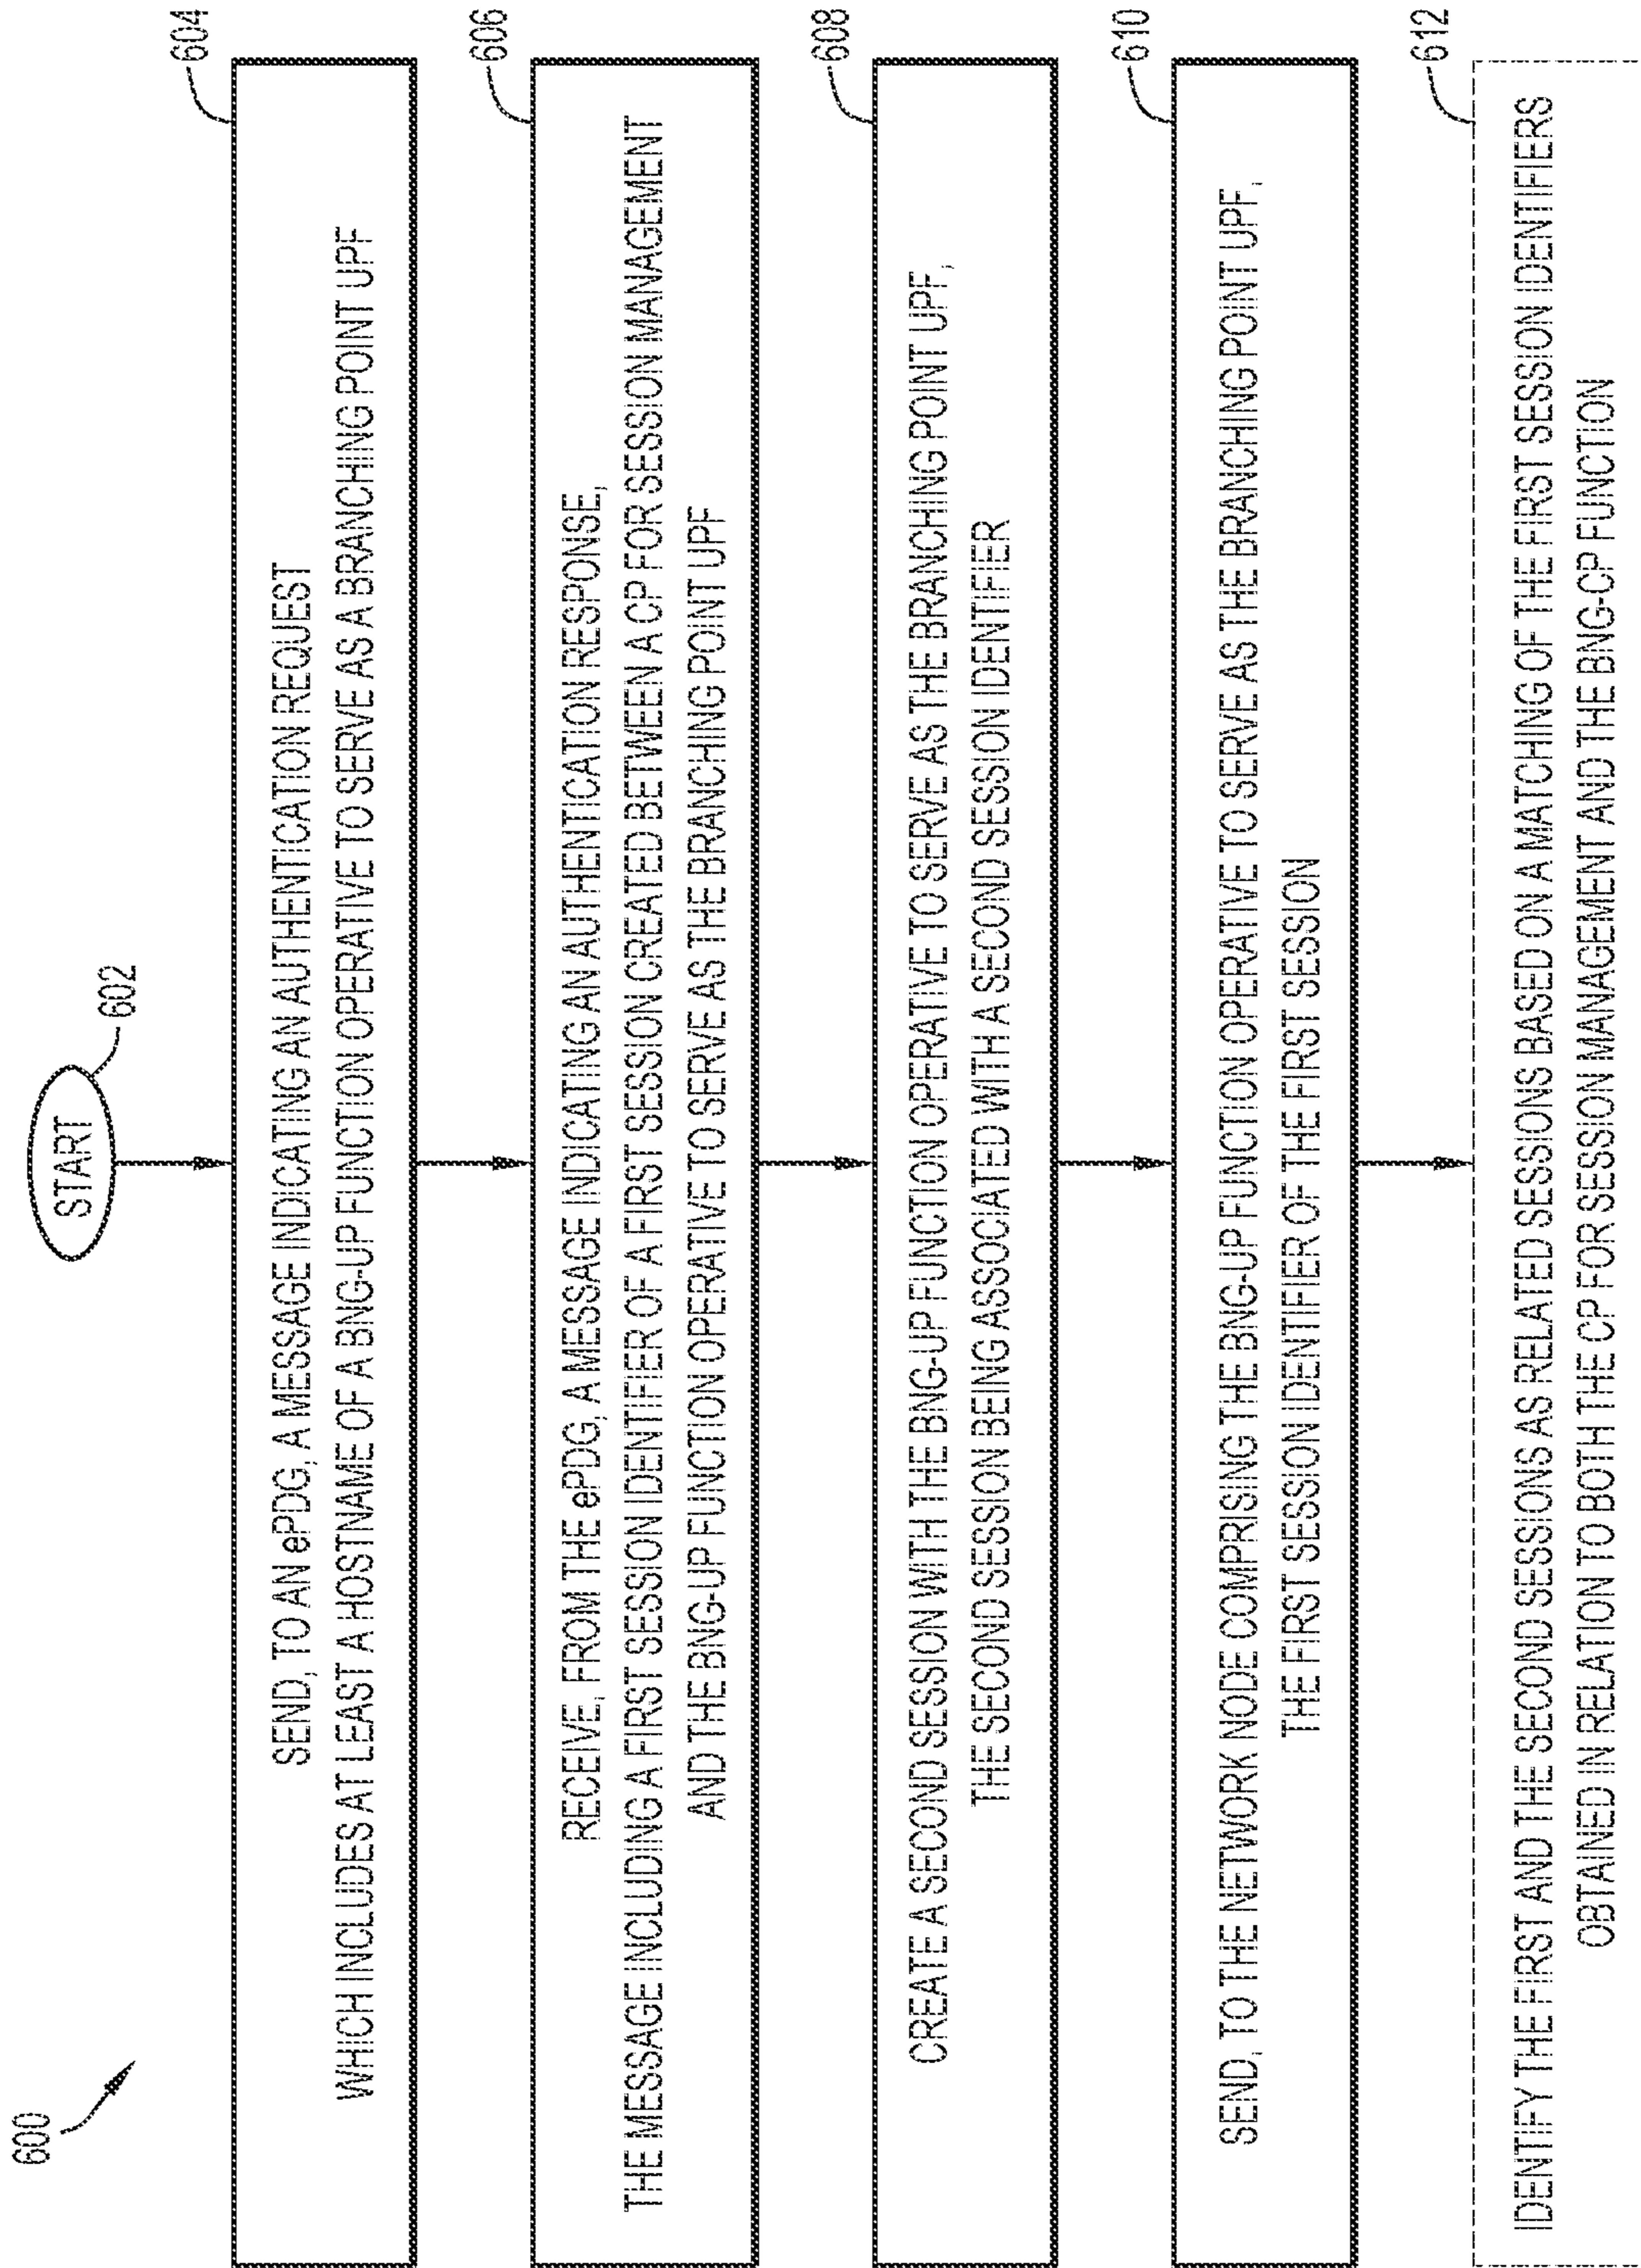 600
START
602
604
SEND, TO AN ePDG, A MESSAGE INDICATING AN AUTHENTICATION REQUEST
WHICH INCLUDES AT LEAST A HOSTNAME OF A BNG-UP FUNCTION OPERATIVE TO SERVE AS A BRANCHING POINT UPF
606
RECEIVE, FROM THE ePDG, A MESSAGE INDICATING AN AUTHENTICATION RESPONSE,
THE MESSAGE INCLUDING A FIRST SESSION IDENTIFIER OF A FIRST SESSION CREATED BETWEEN A CP FOR SESSION MANAGEMENT
AND THE BNG-UP FUNCTION OPERATIVE TO SERVE AS THE BRANCHING POINT UPF
608
CREATE A SECOND SESSION WITH THE BNG-UP FUNCTION OPERATIVE TO SERVE AS THE BRANCHING POINT UPF,
THE SECOND SESSION BEING ASSOCIATED WITH A SECOND SESSION IDENTIFIER
610
SEND, TO THE NETWORK NODE COMPRISING THE BNG-UP FUNCTION OPERATIVE TO SERVE AS THE BRANCHING POINT UPF,
THE FIRST SESSION IDENTIFIER OF THE FIRST SESSION
612
IDENTIFY THE FIRST AND THE SECOND SESSIONS AS RELATED SESSIONS BASED ON A MATCHING OF THE FIRST SESSION IDENTIFIERS
OBTAINED IN RELATION TO BOTH THE CP FOR SESSION MANAGEMENT AND THE BNG-CP FUNCTION